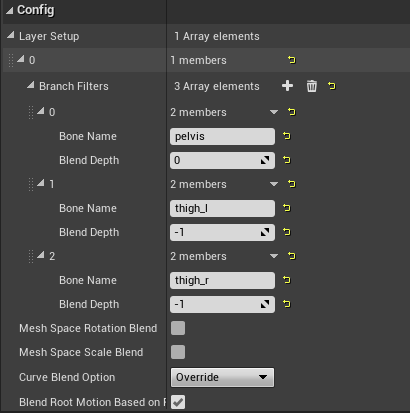 Config
Layer Setup 1 Array elements
0 1 members
Branch Filters 3 Array elements
0 2 members
Bone Name pelvis
Blend Depth 0
1 2 members
Bone Name thigh_l
Blend Depth -1
2 2 members
Bone Name thigh_r
Blend Depth -1
Mesh Space Rotation Blend
Mesh Space Scale Blend
Curve Blend Option Override
Blend Root Motion Based on